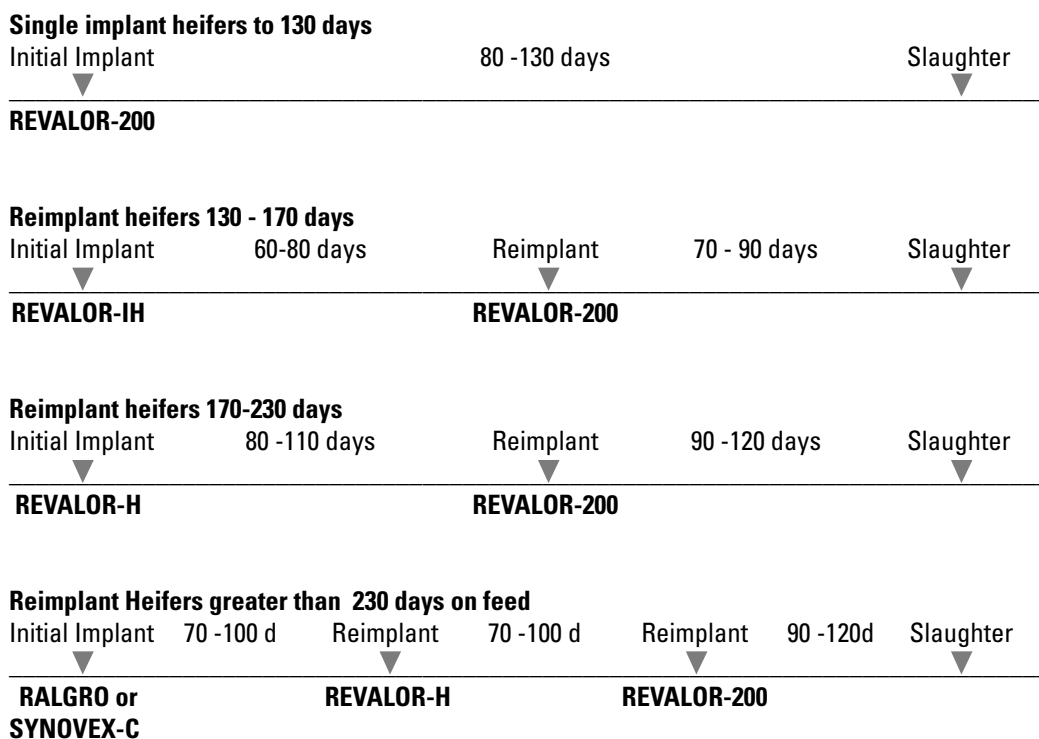 Single implant heifers to 130 days
Initial Implant 80 -130 days Slaughter
REVALOR-200
Reimplant heifers 130 - 170 days
Initial Implant 60-80 days Reimplant 70 - 90 days Slaughter
REVALOR-IH REVALOR-200
Reimplant heifers 170-230 days
Initial Implant 80 -110 days Reimplant 90 -120 days Slaughter
REVALOR-H REVALOR-200
Reimplant Heifers greater than 230 days on feed
Initial Implant 70 -100 d Reimplant 70 -100 d Reimplant 90 -120d Slaughter
RALGRO or REVALOR-H REVALOR-200
SYNOVEX-C